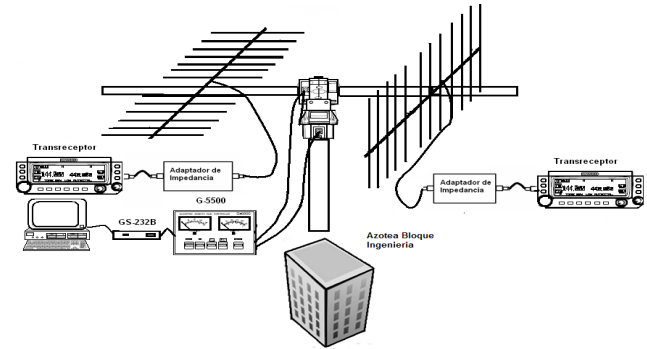 Transreceptor
Adaptador de
Impedancia
G-5500
GS-232B
Transreceptor
Adaptador de
Impedancia
Azotea Bloque
Ingenieria